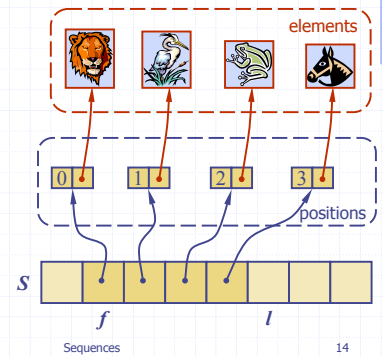 elements
0 1 2 3
positions
S
f l
Sequences 14